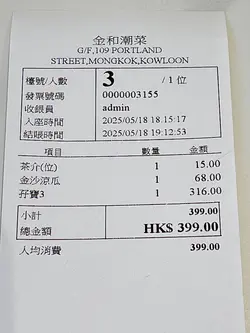 金和潮菜
G/F,109 PORTLAND
STREET,MONGKOK,KOWLOON
檯號/人數 3 / 1 位
發票號碼 0000003155
收銀員 admin
入座時間 2025/05/18 18:15:17
結賬時間 2025/05/18 19:12:53
項目 數量 金額
茶介(位) 1 15.00
金沙涼瓜 1 68.00
孖寶3 1 316.00
小計 399.00
總金額 HK$ 399.00
人均消費 399.00